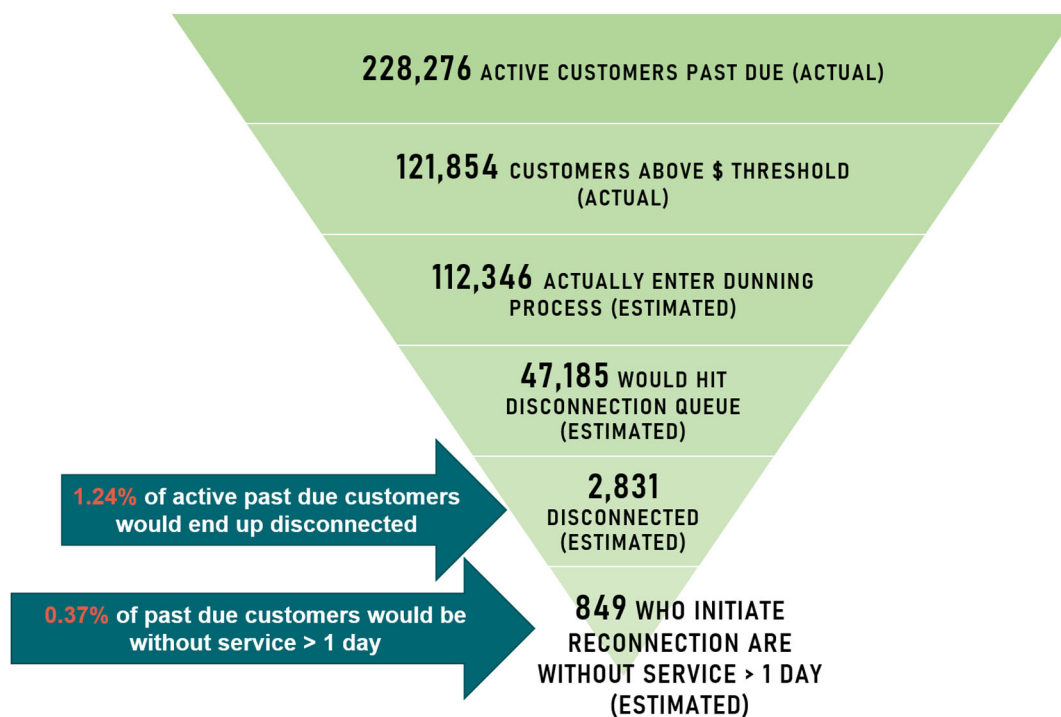 228,276 ACTIVE CUSTOMERS PAST DUE (ACTUAL)
121,854 CUSTOMERS ABOVE $ THRESHOLD
(ACTUAL)
112,346 ACTUALLY ENTER DUNNING
PROCESS (ESTIMATED)
47,185 WOULD HIT
DISCONNECTION QUEUE
(ESTIMATED)
1.24% of active past due customers
would end up disconnected
2,831
DISCONNECTED
(ESTIMATED)
0.37% of past due customers would be
without service > 1 day
849 WHO INITIATE
RECONNECTION ARE
WITHOUT SERVICE > 1 DAY
(ESTIMATED)